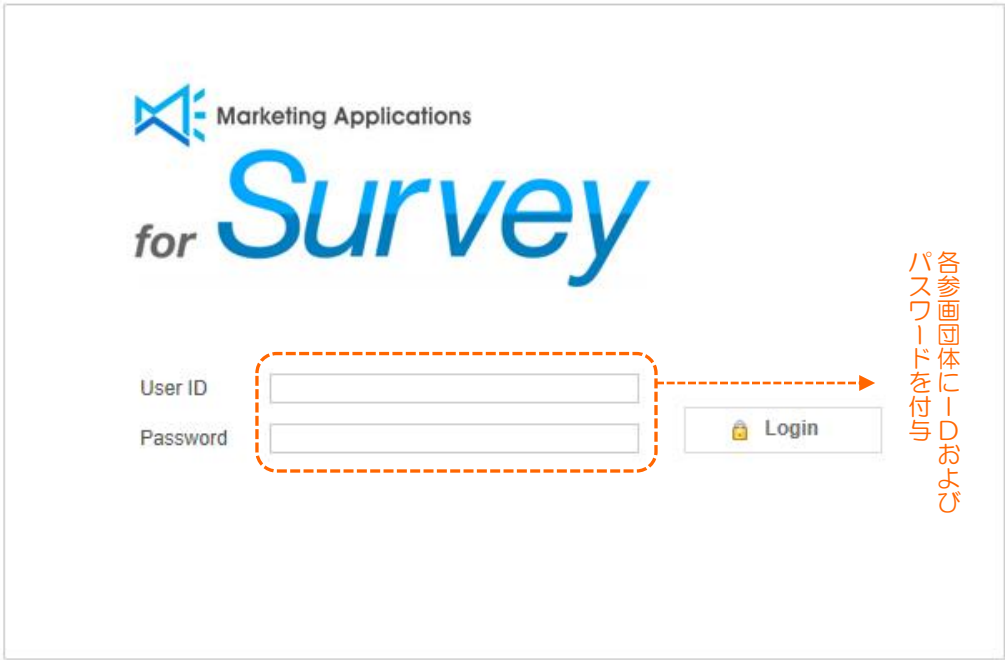 Marketing Applications
for Survey
User ID
Password
Login
各参画団体にＩＤおよび
パスワードを付与